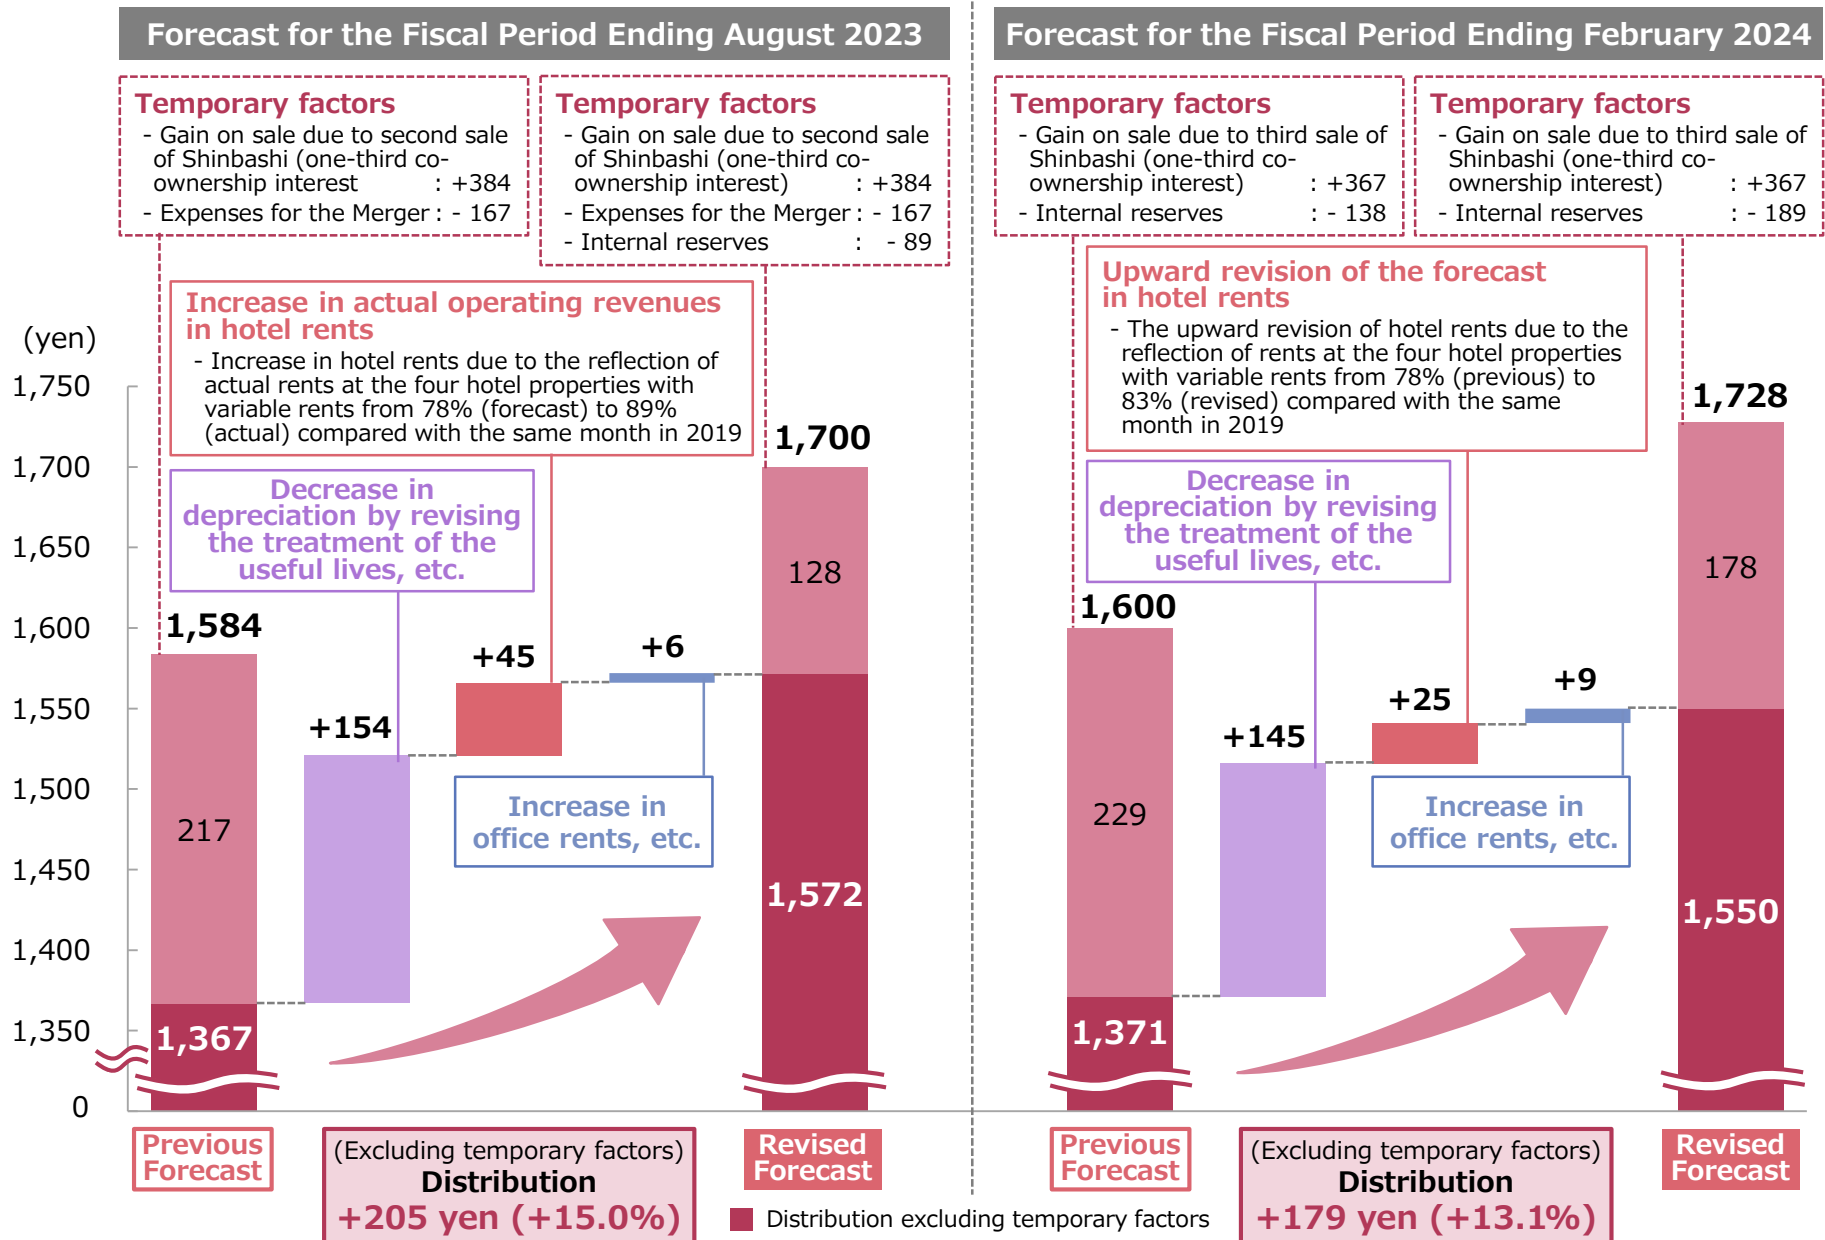 Forecast for the Fiscal Period Ending August 2023
Temporary factors
- Gain on sale due to second sale
of Shinbashi (one-third co-
ownership interest : +384
- Expenses for the Merger : - 167
Temporary factors
- Gain on sale due to second sale
of Shinbashi (one-third co-
ownership interest) : +384
- Expenses for the Merger : - 167
- Internal reserves : - 89
Increase in actual operating revenues
in hotel rents
- Increase in hotel rents due to the reflection of
actual rents at the four hotel properties with
variable rents from 78% (forecast) to 89%
(actual) compared with the same month in 2019
Decrease in
depreciation by revising
the treatment of the
useful lives, etc.
(yen)
1,750
1,700
1,650
1,600
1,550
1,500
1,450
1,400
1,350
0
1,584
217
1,367
+154
+45
+6
Increase in
office rents, etc.
1,700
128
1,572
Previous
Forecast
(Excluding temporary factors)
Distribution
+205 yen (+15.0%)
Revised
Forecast
Forecast for the Fiscal Period Ending February 2024
Temporary factors
- Gain on sale due to third sale of
Shinbashi (one-third co-
ownership interest) : +367
- Internal reserves : - 138
Temporary factors
- Gain on sale due to third sale of
Shinbashi (one-third co-
ownership interest) : +367
- Internal reserves : - 189
Upward revision of the forecast
in hotel rents
- The upward revision of hotel rents due to the
reflection of rents at the four hotel properties
with variable rents from 78% (previous) to
83% (revised) compared with the same
month in 2019
Decrease in
depreciation by revising
the treatment of the
useful lives, etc.
1,600
229
1,371
+145
+25
+9
Increase in
office rents, etc.
1,728
178
1,550
Previous
Forecast
(Excluding temporary factors)
Distribution
+179 yen (+13.1%)
Revised
Forecast
Distribution excluding temporary factors